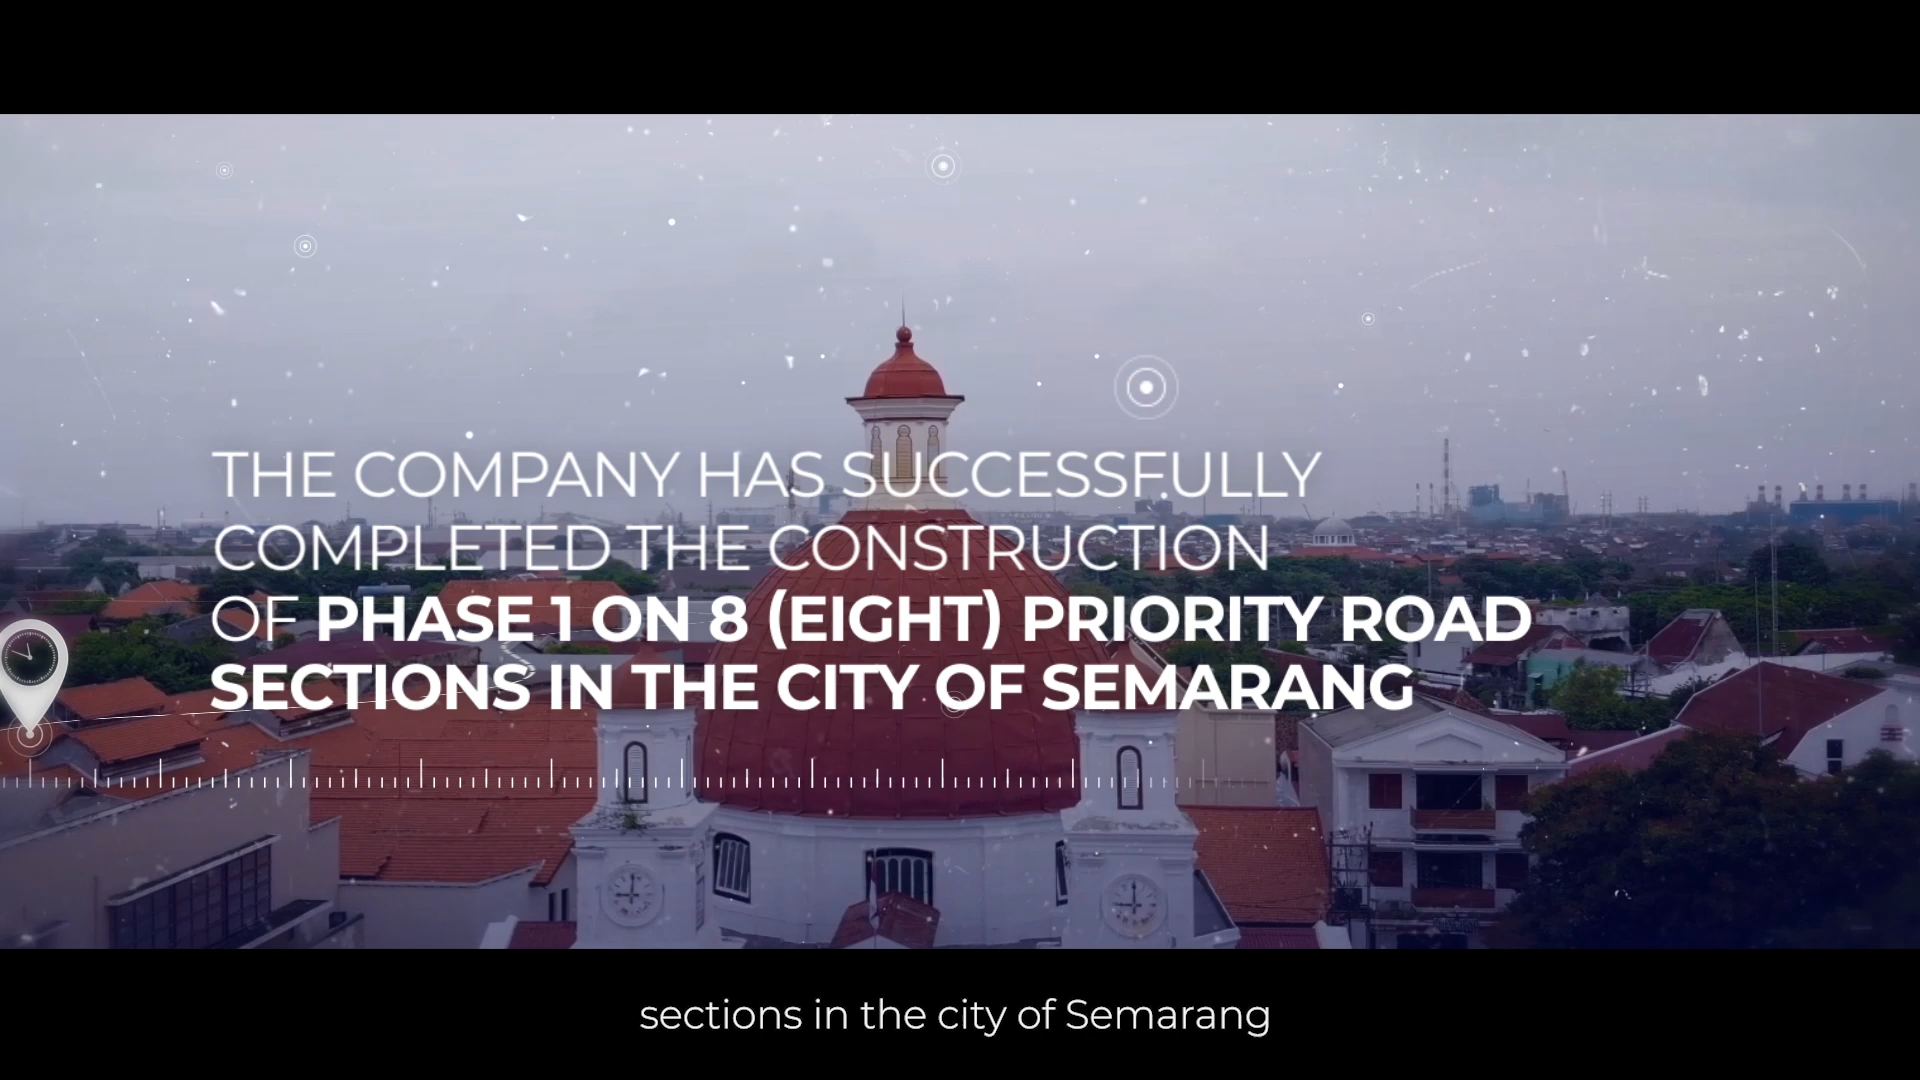 THE COMPANY HAS SUCCESSFULLY
COMPLETED THE CONSTRUCTION
OF PHASE 1 ON 8 (EIGHT) PRIORITY ROAD
SECTIONS IN THE CITY OF SEMARANG
sections in the city of Semarang